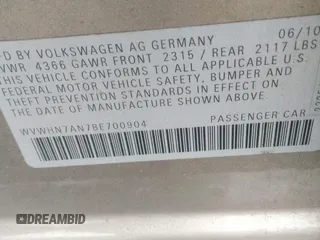 MFD BY VOLKSWAGEN AG GERMANY 06/10
GVWR 4366 GAWR FRONT 2315 / REAR 2117 LBS
THIS VEHICLE CONFORMS TO ALL APPLICABLE U.S.
FEDERAL MOTOR VEHICLE SAFETY, BUMPER AND
THEFT PREVENTION STANDARDS IN EFFECT ON
THE DATE OF MANUFACTURE SHOWN ABOVE.
WVWHN7AN7BE700904 PASSENGER CAR
DREAMBID